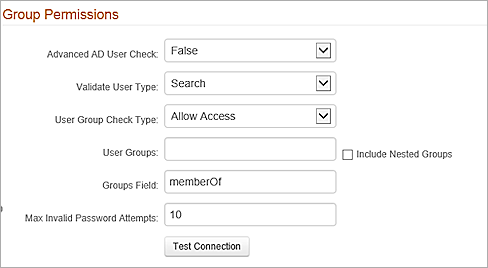 Group Permissions
Advanced AD User Check: False
Validate User Type: Search
User Group Check Type: Allow Access
User Groups: Include Nested Groups
Groups Field: memberOf
Max Invalid Password Attempts: 10
Test Connection